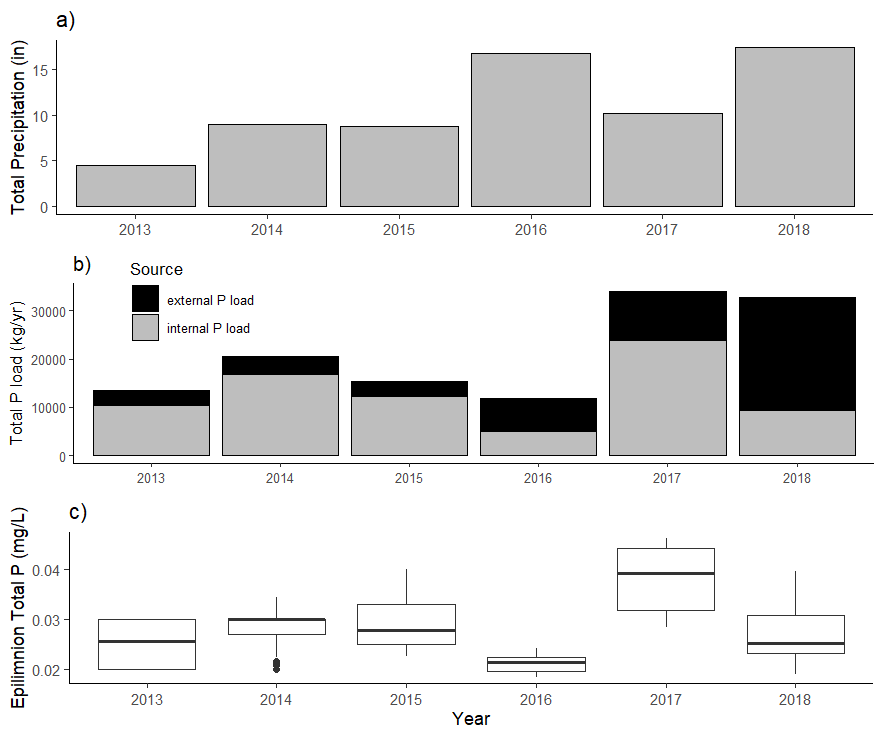 a)
Total Precipitation (in)
15
10
5
0
2013 2014 2015 2016 2017 2018
b)
Source
external P load
internal P load
Total P load (kg/yr)
30000
20000
10000
0
2013 2014 2015 2016 2017 2018
c)
Epilimnion Total P (mg/L)
0.04
0.03
0.02
2013 2014 2015 2016 2017 2018
Year